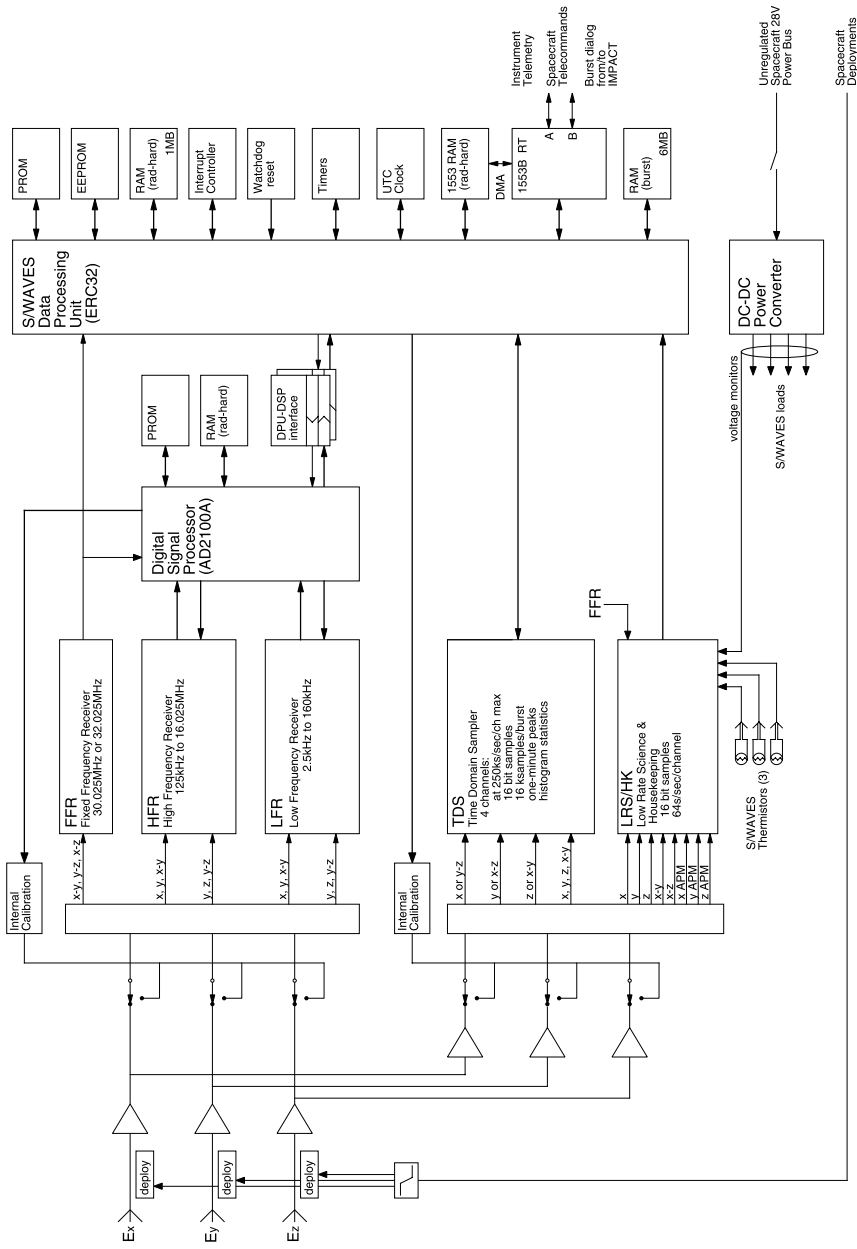 Ex
Ey
Ez
deploy
deploy
deploy
Internal
Calibration
x-y, y-z, x-z
x, y, x-y
y, z, y-z
x, y, x-y
y, z, y-z
FFR
Fixed Frequency Receiver
30.025MHz or 32.025MHz
HFR
High Frequency Receiver
125kHz to 16.025MHz
LFR
Low Frequency Receiver
2.5kHz to 160kHz
Digital
Signal
Processor
(AD2100A)
PROM
RAM
(rad-hard)
DPU-DSP
interface
Internal
Calibration
x or y-z
y or x-z
z or x-y
x, y, z, x-y
x
y
z
x-y
x-z
x APM
y APM
z APM
TDS
Time Domain Sampler
4 channels:
at 250ks/sec/ch max
16 bit samples
16 ksamples/burst
one-minute peaks
histogram statistics
LRS/HK
Low Rate Science &
Housekeeping
16 bit samples
64s/sec/channel
FFR
S/WAVES
Thermistors (3)
S/WAVES
Data
Processing
Unit
(ERC32)
PROM
EEPROM
RAM
(rad-hard)
1MB
Interrupt
Controller
Watchdog
reset
Timers
UTC
Clock
1553 RAM
(rad-hard)
DMA
1553B RT
A
B
RAM
(burst)
6MB
Instrument
Telemetry
Spacecraft
Telecommands
Burst dialog
from/to
IMPACT
voltage monitors
S/WAVES loads
DC-DC
Power
Converter
Unregulated
Spacecraft 28V
Power Bus
Spacecraft
Deployments